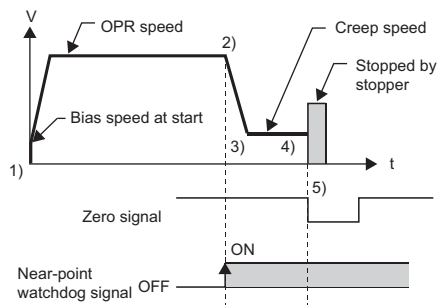 V
OPR speed
2)
Creep speed
Stopped by
stopper
Bias speed at start
3)
4)
1)
t
5)
Zero signal
ON
Near-point
watchdog signal
OFF